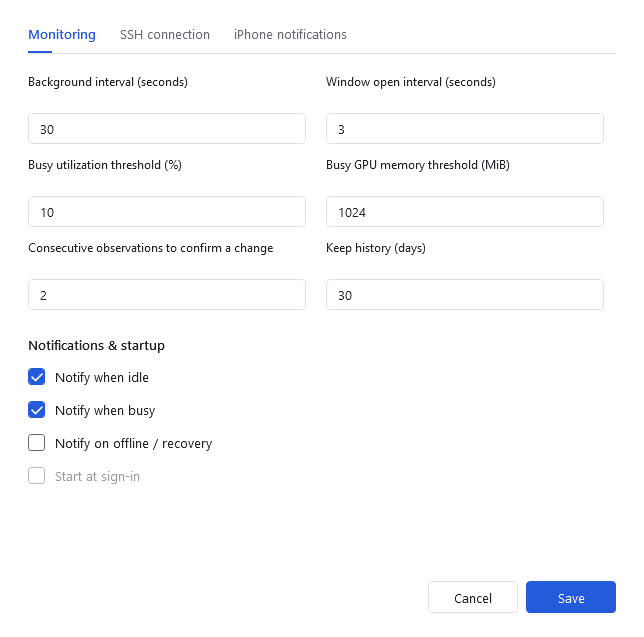 Monitoring SSH connection iPhone notifications
Background interval (seconds) Window open interval (seconds)
30 3
Busy utilization threshold (%) Busy GPU memory threshold (MiB)
10 1024
Consecutive observations to confirm a change Keep history (days)
2 30
Notifications & startup
Notify when idle
Notify when busy
Notify on offline / recovery
Start at sign-in
Cancel Save